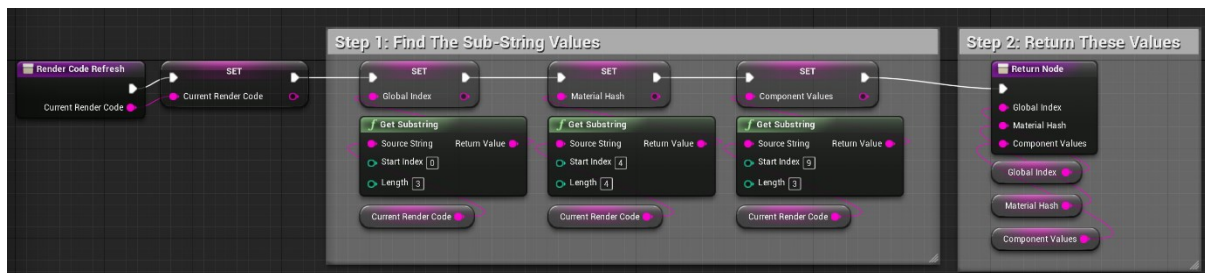 Step 1: Find The Sub-String Values
Step 2: Return These Values
Render Code Refresh
Current Render Code
SET
Current Render Code
SET
Global Index
f Get Substring
Source String Return Value
Start Index 0
Length 3
Current Render Code
SET
Material Hash
f Get Substring
Source String Return Value
Start Index 4
Length 4
Current Render Code
SET
Component Values
f Get Substring
Source String Return Value
Start Index 9
Length 3
Current Render Code
Return Node
Global Index
Material Hash
Component Values
Global Index
Material Hash
Component Values